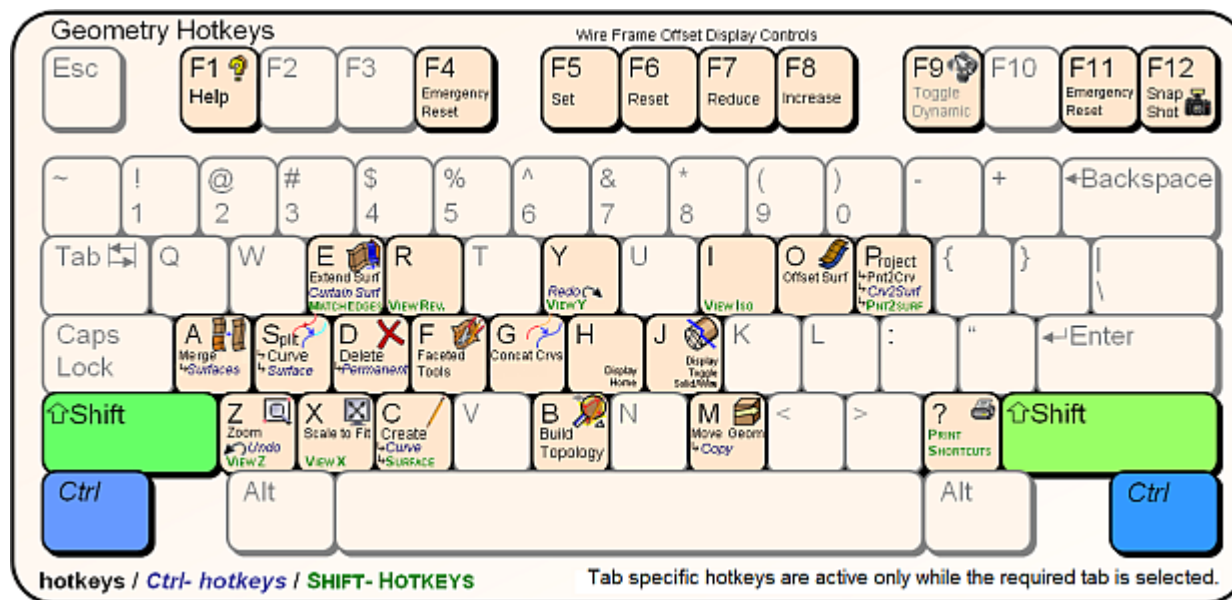 Geometry Hotkeys
Wire Frame Offset Display Controls
Esc
F1
Help
F2
F3
F4
Emergency
Reset
F5
Set
F6
Reset
F7
Reduce
F8
Increase
F9
Toggle
Dynamic
F10
F11
Emergency
Reset
F12
Snap
Shot
~
!
1
@
2
#
3
$
4
%
5
^
6
&
7
*
8
(
9
)
0
-
+
Backspace
Tab
Q
W
E
Extend Surf
Curtain Surf
MATCH EDGES
R
VIEW REV.
T
Y
Redo
VIEW Y
U
I
VIEW ISO
O
Offset Surf
Project
Pnt2Crv
Crv2Surf
PNT2SURF
{
}
|
\
Caps
Lock
A
Merge
Surfaces
Split
Curve
Surface
D
Delete
Permanent
F
Faceted
Tools
G
Concat Crvs
H
Display
Home
J
Display
Toggle
Solid/Wire
K
L
:
“
Enter
Shift
Z
Zoom
Undo
VIEW Z
X
Scale to Fit
VIEW X
C
Create
Curve
SURFACE
V
B
Build
Topology
N
M
Move Geom
Copy
<
>
?
PRINT
SHORTCUTS
Shift
Ctrl
Alt
Alt
Ctrl
hotkeys / Ctrl- hotkeys / SHIFT- HOTKEYS
Tab specific hotkeys are active only while the required tab is selected.